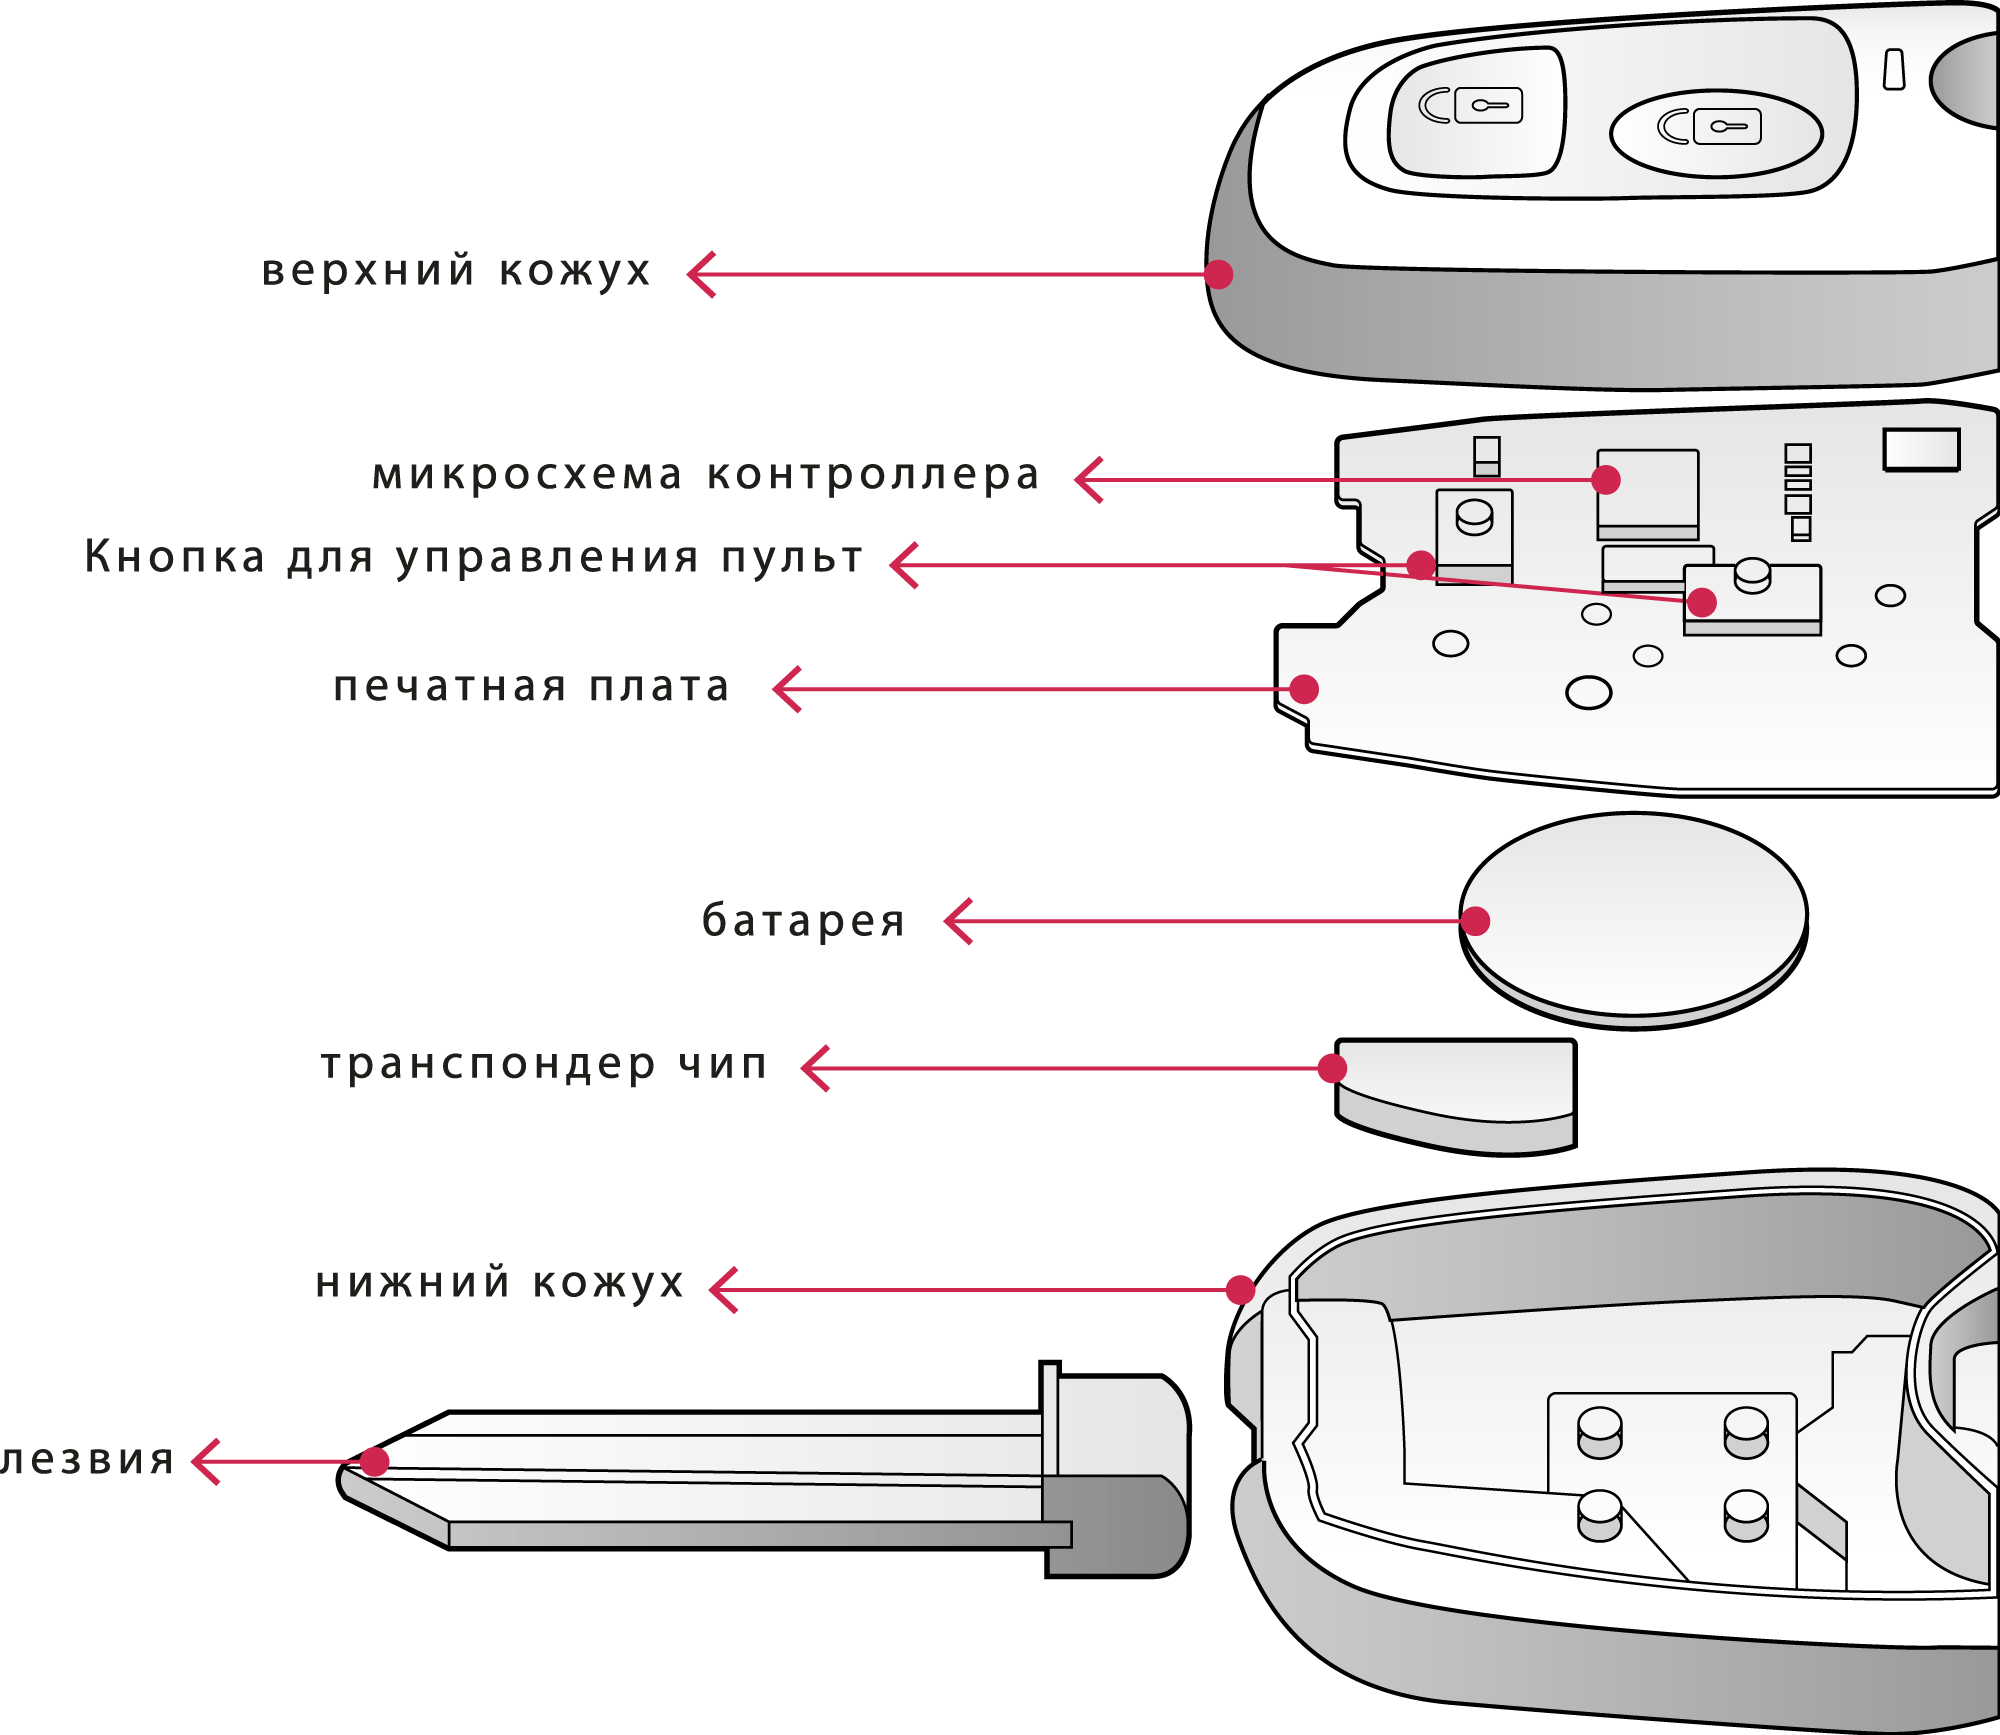 верхний кожух
микросхема контроллера
Кнопка для управления пульт
печатная плата
батарея
транспондер чип
нижний кожух
лезвия